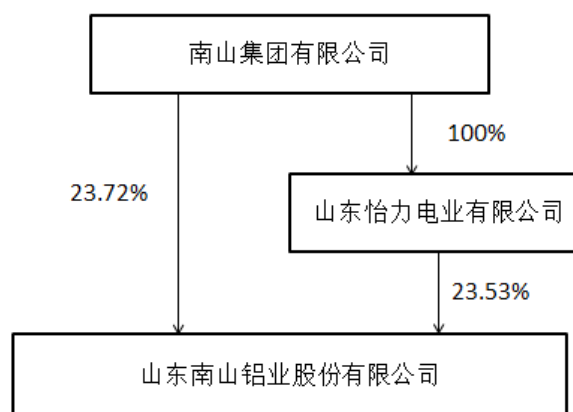 南山集团有限公司
100%
23.72%
山东怡力电业有限公司
23.53%
山东南山铝业股份有限公司